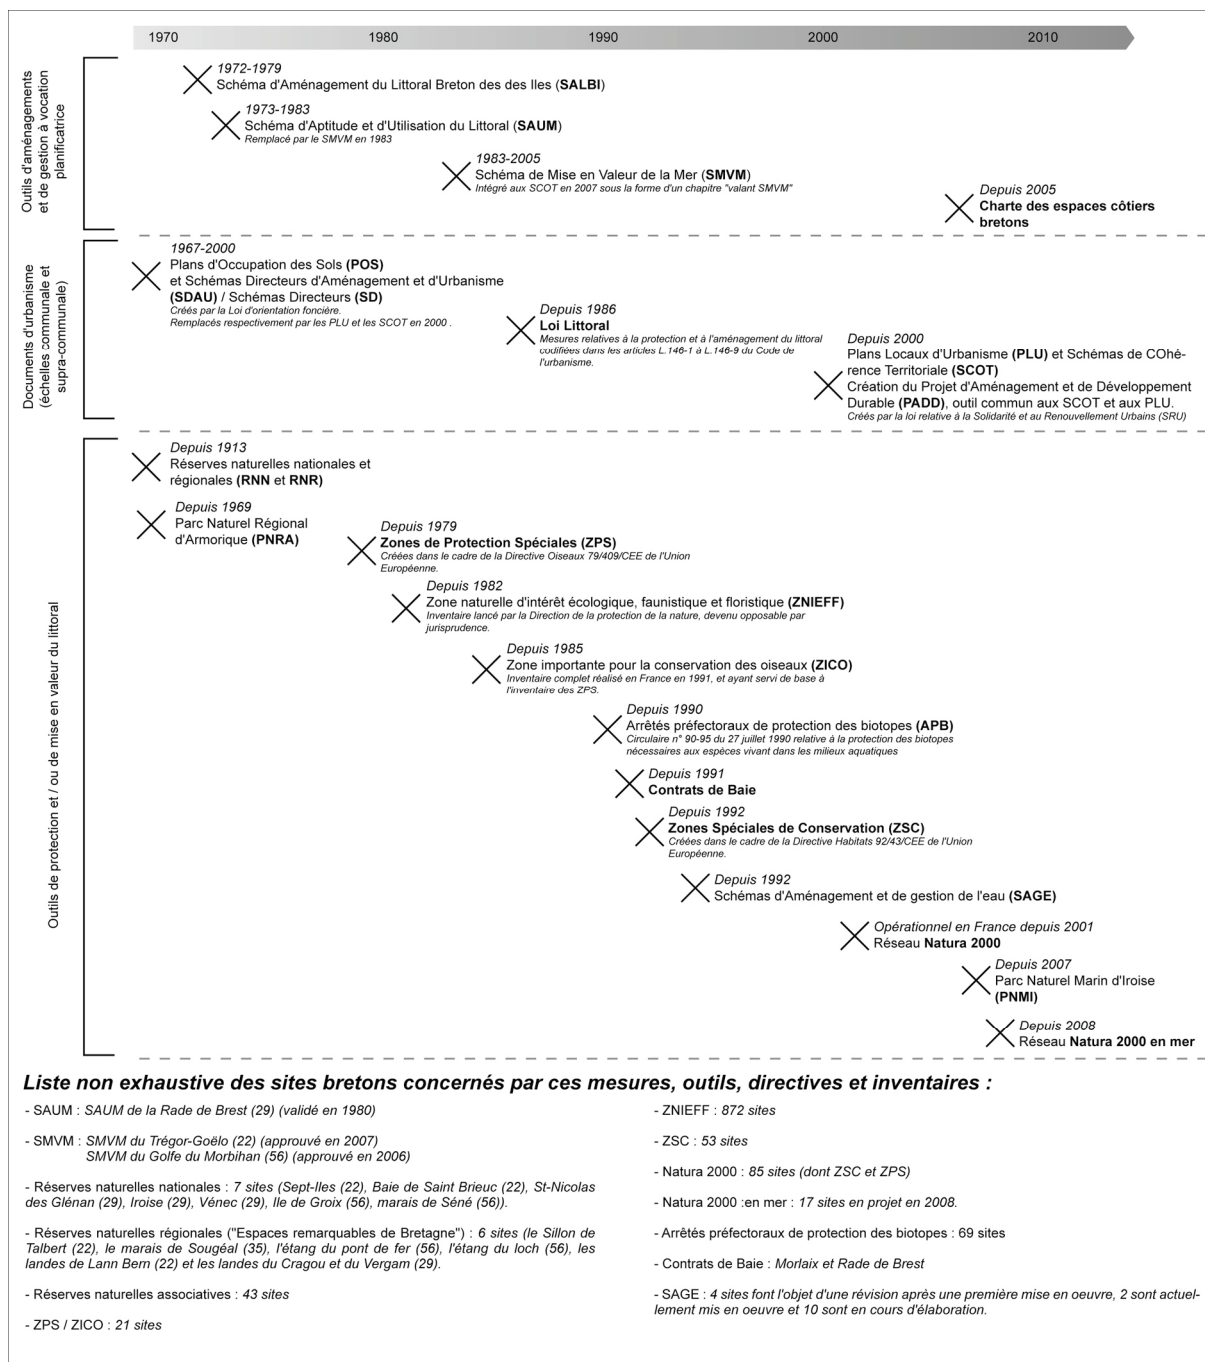 1970 1980 1990 2000 2010
Outils d'aménagements
et de gestion à vocation
planificatrice
1972-1979
Schéma d'Aménagement du Littoral Breton des des Iles (SALBI)
1973-1983
Schéma d'Aptitude et d'Utilisation du Littoral (SAUM)
Remplacé par le SMVM en 1983
1983-2005
Schéma de Mise en Valeur de la Mer (SMVM)
Intégré aux SCOT en 2007 sous la forme d'un chapitre "valant SMVM"
Depuis 2005
Charte des espaces côtiers
bretons
Documents d'urbanisme
(échelles communale et
supra-communale)
1967-2000
Plans d'Occupation des Sols (POS)
et Schémas Directeurs d'Aménagement et d'Urbanisme
(SDAU) / Schémas Directeurs (SD)
Créés par la Loi d'orientation foncière.
Remplacés respectivement par les PLU et les SCOT en 2000 .
Depuis 1986
Loi Littoral
Mesures relatives à la protection et à l'aménagement du littoral
codifiées dans les articles L.146-1 à L.146-9 du Code de
l'urbanisme.
Depuis 2000
Plans Locaux d'Urbanisme (PLU) et Schémas de COhé-
rence Territoriale (SCOT)
Création du Projet d'Aménagement et de Développement
Durable (PADD), outil commun aux SCOT et aux PLU.
Créés par la loi relative à la Solidarité et au Renouvellement Urbains (SRU)
Outils de protection et / ou de mise en valeur du littoral
Depuis 1913
Réserves naturelles nationales et
régionales (RNN et RNR)
Depuis 1969
Parc Naturel Régional
d'Armorique (PNRA)
Depuis 1979
Zones de Protection Spéciales (ZPS)
Créées dans le cadre de la Directive Oiseaux 79/409/CEE de l'Union
Européenne.
Depuis 1982
Zone naturelle d'intérêt écologique, faunistique et floristique (ZNIEFF)
Inventaire lancé par la Direction de la protection de la nature, devenu opposable par
jurisprudence.
Depuis 1985
Zone importante pour la conservation des oiseaux (ZICO)
Inventaire complet réalisé en France en 1991, et ayant servi de base à
l'inventaire des ZPS.
Depuis 1990
Arrêtés préfectoraux de protection des biotopes (APB)
Circulaire n° 90-95 du 27 juillet 1990 relative à la protection des biotopes
nécessaires aux espèces vivant dans les milieux aquatiques
Depuis 1991
Contrats de Baie
Depuis 1992
Zones Spéciales de Conservation (ZSC)
Créées dans le cadre de la Directive Habitats 92/43/CEE de l'Union
Européenne.
Depuis 1992
Schémas d'Aménagement et de gestion de l'eau (SAGE)
Opérationnel en France depuis 2001
Réseau Natura 2000
Depuis 2007
Parc Naturel Marin d'Iroise
(PNMI)
Depuis 2008
Réseau Natura 2000 en mer
Liste non exhaustive des sites bretons concernés par ces mesures, outils, directives et inventaires :
- SAUM : SAUM de la Rade de Brest (29) (validé en 1980)
- SMVM : SMVM du Trégor-Goëlo (22) (approuvé en 2007)
SMVM du Golfe du Morbihan (56) (approuvé en 2006)
- Réserves naturelles nationales : 7 sites (Sept-Iles (22), Baie de Saint Brieuc (22), St-Nicolas
des Glénan (29), Iroise (29), Vénec (29), Ile de Groix (56), marais de Séné (56)).
- Réserves naturelles régionales ("Espaces remarquables de Bretagne") : 6 sites (le Sillon de
Talbert (22), le marais de Sougéal (35), l'étang du pont de fer (56), l'étang du loch (56), les
landes de Lann Bern (22) et les landes du Cragou et du Vergam (29).
- Réserves naturelles associatives : 43 sites
- ZPS / ZICO : 21 sites
- ZNIEFF : 872 sites
- ZSC : 53 sites
- Natura 2000 : 85 sites (dont ZSC et ZPS)
- Natura 2000 :en mer : 17 sites en projet en 2008.
- Arrêtés préfectoraux de protection des biotopes : 69 sites
- Contrats de Baie : Morlaix et Rade de Brest
- SAGE : 4 sites font l'objet d'une révision après une première mise en oeuvre, 2 sont actuel-
lement mis en oeuvre et 10 sont en cours d'élaboration.